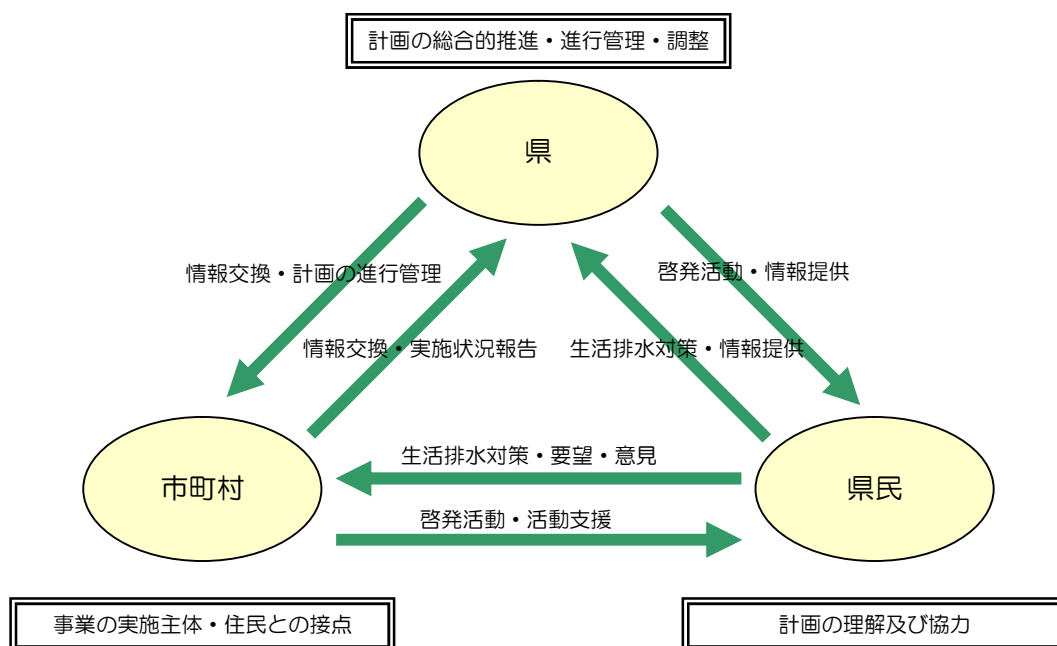 計画の総合的推進・進行管理・調整
県
情報交換・計画の進行管理
啓発活動・情報提供
情報交換・実施状況報告
生活排水対策・情報提供
生活排水対策・要望・意見
市町村
県民
啓発活動・活動支援
事業の実施主体・住民との接点
計画の理解及び協力